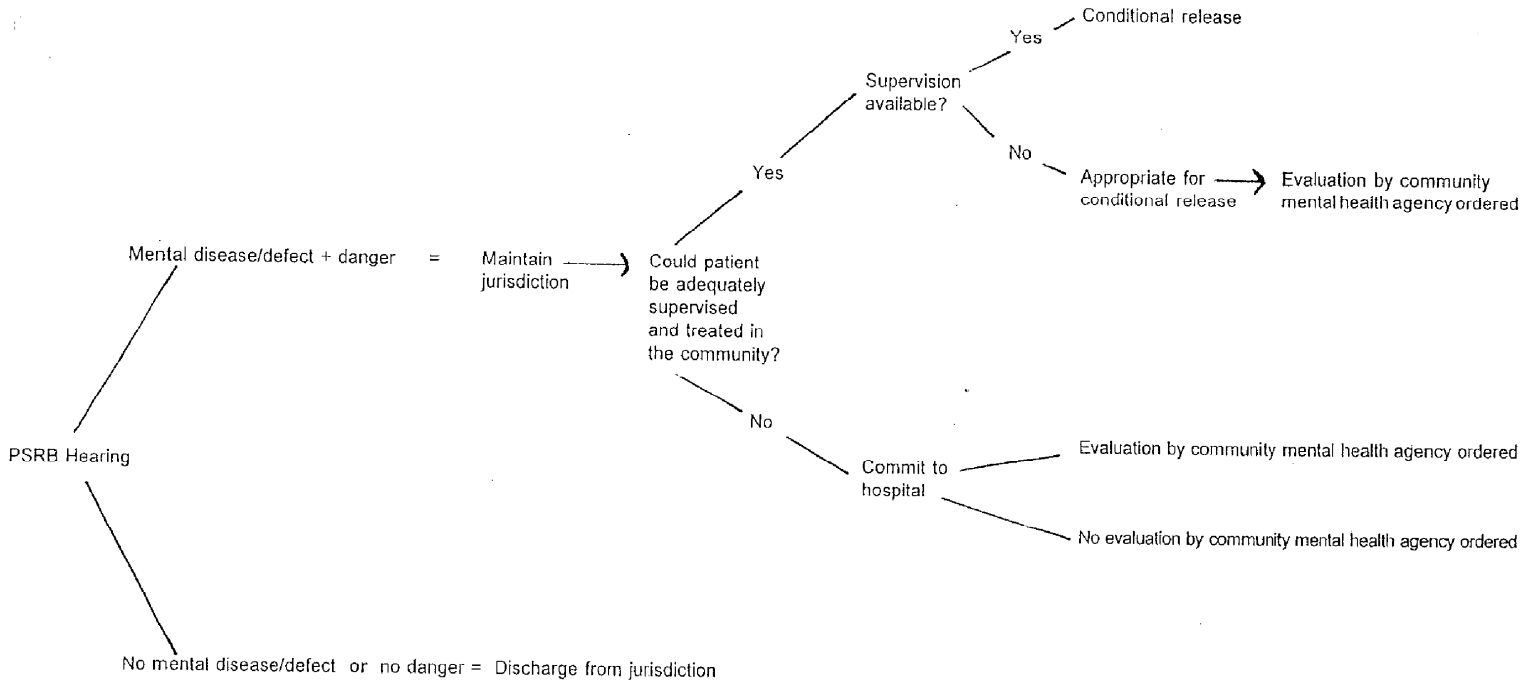 Conditional release
Yes
Supervision
available?
No
Yes
Appropriate for
conditional release
Evaluation by community
mental health agency ordered
Mental disease/defect + danger = Maintain
jurisdiction
Could patient
be adequately
supervised
and treated in
the community?
No
PSRB Hearing
Commit to
hospital
Evaluation by community mental health agency ordered
No evaluation by community mental health agency ordered
No mental disease/defect or no danger = Discharge from jurisdiction